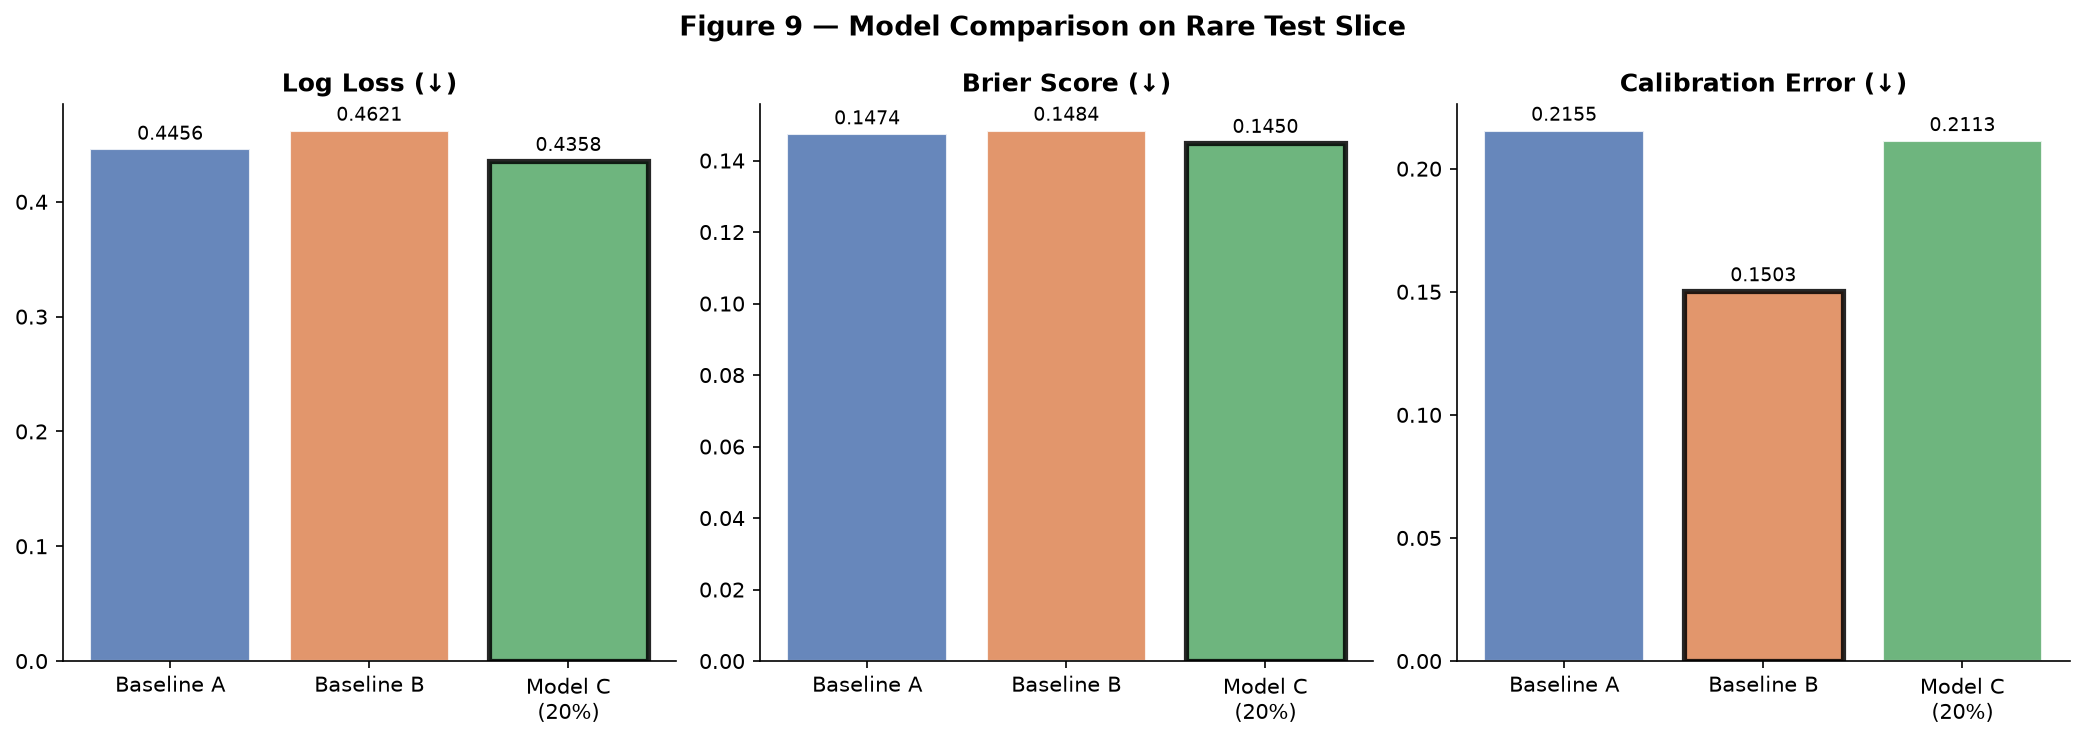 Figure 9 — Model Comparison on Rare Test Slice
Log Loss (↓)
0.4456
0.4621
0.4358
0.4
0.3
0.2
0.1
0.0
Baseline A
Baseline B
Model C
(20%)
Brier Score (↓)
0.1474
0.1484
0.1450
0.14
0.12
0.10
0.08
0.06
0.04
0.02
0.00
Baseline A
Baseline B
Model C
(20%)
Calibration Error (↓)
0.2155
0.1503
0.2113
0.20
0.15
0.10
0.05
0.00
Baseline A
Baseline B
Model C
(20%)